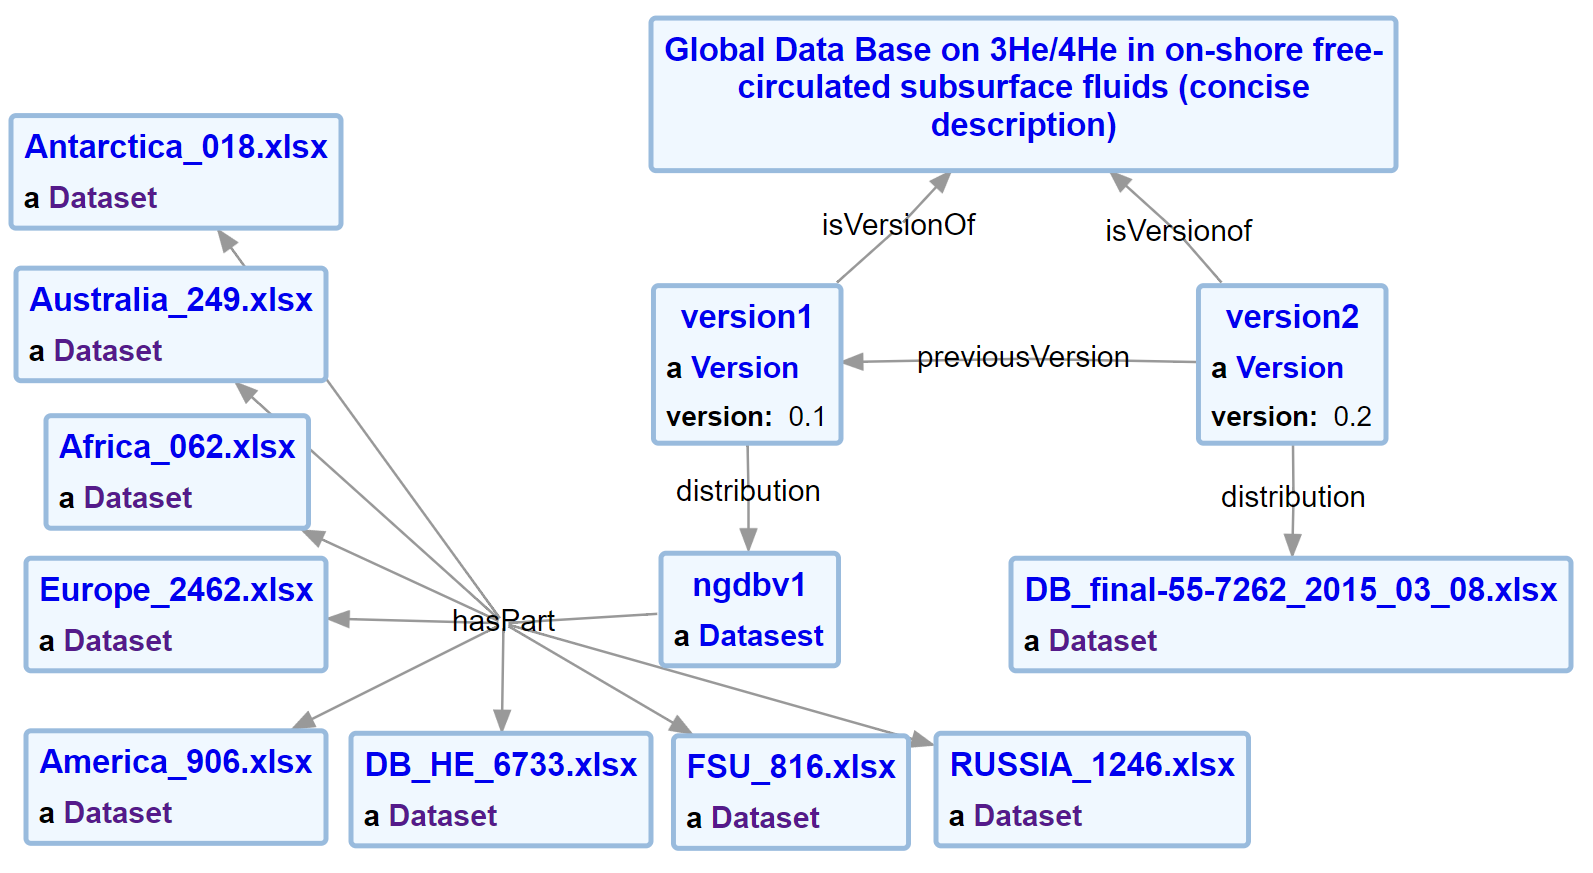 Global Data Base on 3He/4He in on-shore free-
circulated subsurface fluids (concise
description)
Antarctica_018.xlsx
a Dataset
isVersionOf
isVersionof
Australia_249.xlsx
a Dataset
version1
a Version
version: 0.1
previousVersion
version2
a Version
version: 0.2
Africa_062.xlsx
a Dataset
distribution
distribution
Europe_2462.xlsx
a Dataset
hasPart
ngdbv1
a Datasest
DB_final-55-7262_2015_03_08.xlsx
a Dataset
America_906.xlsx
a Dataset
DB_HE_6733.xlsx
a Dataset
FSU_816.xlsx
a Dataset
RUSSIA_1246.xlsx
a Dataset